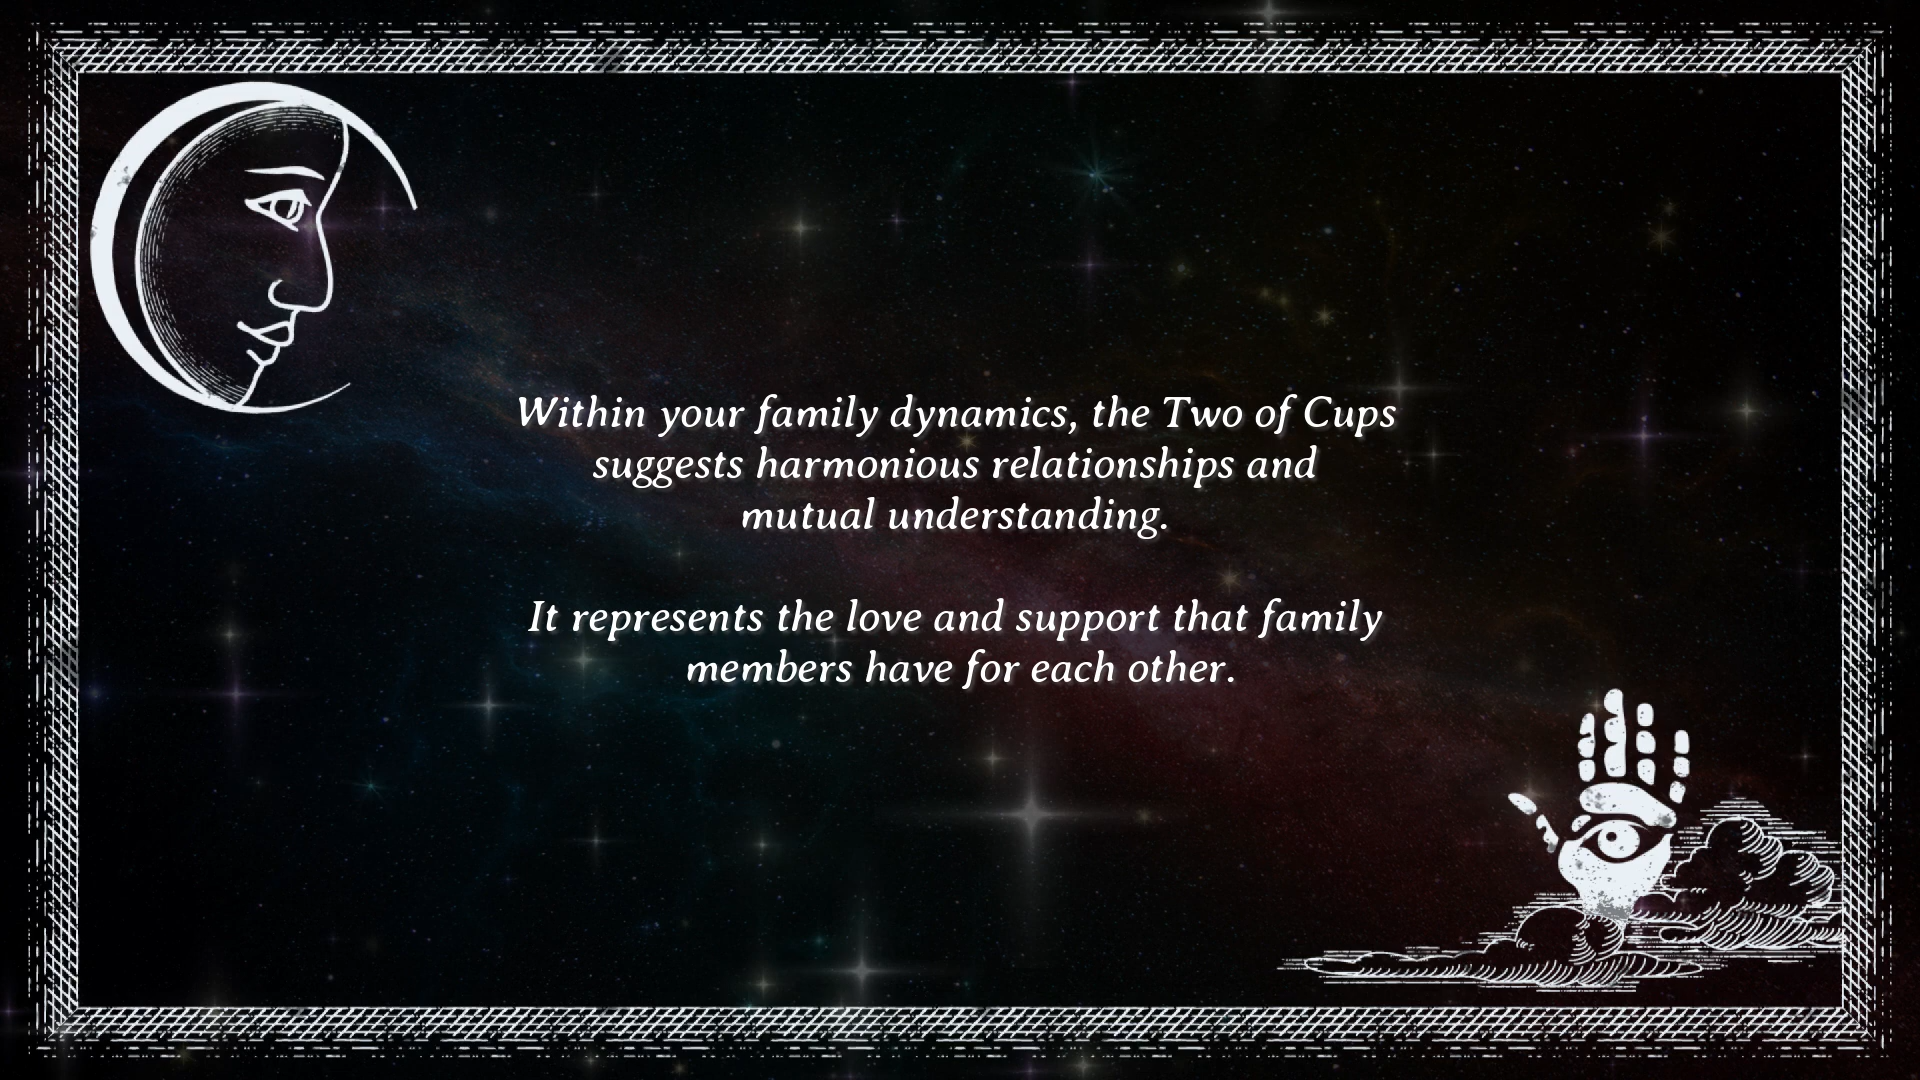 Within your family dynamics, the Two of Cups
suggests harmonious relationships and
mutual understanding.
It represents the love and support that family
members have for each other.